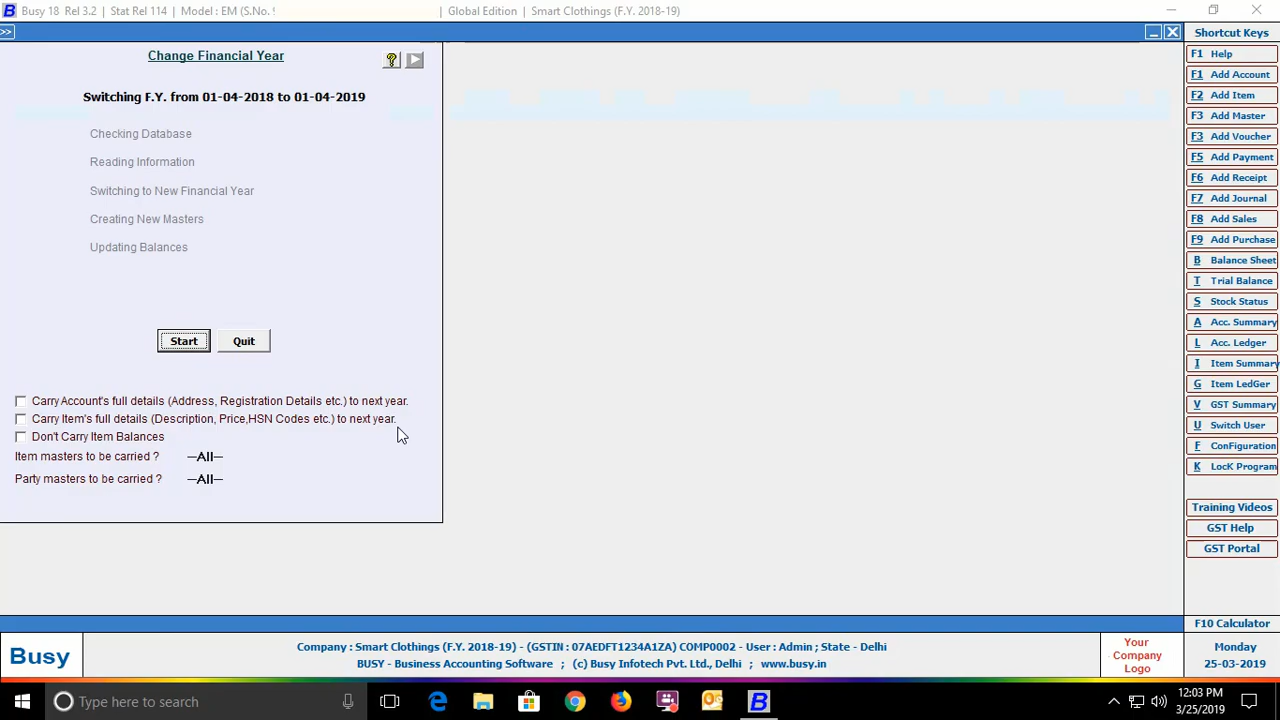 B Busy 18 Rel 3.2 | Stat Rel 114 | Model : EM (S.No. | Global Edition | Smart Clothings (F.Y. 2018-19)
>>
Shortcut Keys
Change Financial Year
?
Switching F.Y. from 01-04-2018 to 01-04-2019
Checking Database
Reading Information
Switching to New Financial Year
Creating New Masters
Updating Balances
Start Quit
Carry Account's full details (Address, Registration Details etc.) to next year.
Carry Item's full details (Description, Price,HSN Codes etc.) to next year.
Don't Carry Item Balances
Item masters to be carried ? —All—
Party masters to be carried ? —All—
F1 Help
F1 Add Account
F2 Add Item
F3 Add Master
F3 Add Voucher
F5 Add Payment
F6 Add Receipt
F7 Add Journal
F8 Add Sales
F9 Add Purchase
B Balance Sheet
T Trial Balance
S Stock Status
A Acc. Summary
L Acc. Ledger
I Item Summary
G Item LedGer
V GST Summary
U Switch User
F ConFiguration
K LocK Program
Training Videos
GST Help
GST Portal
F10 Calculator
Busy
Company : Smart Clothings (F.Y. 2018-19) - (GSTIN : 07AEDFT1234A1ZA) COMP0002 - User : Admin ; State - Delhi
BUSY - Business Accounting Software ; (c) Busy Infotech Pvt. Ltd., Delhi ; www.busy.in
Your
Company
Logo
Monday
25-03-2019
Type here to search
B
12:03 PM
3/25/2019